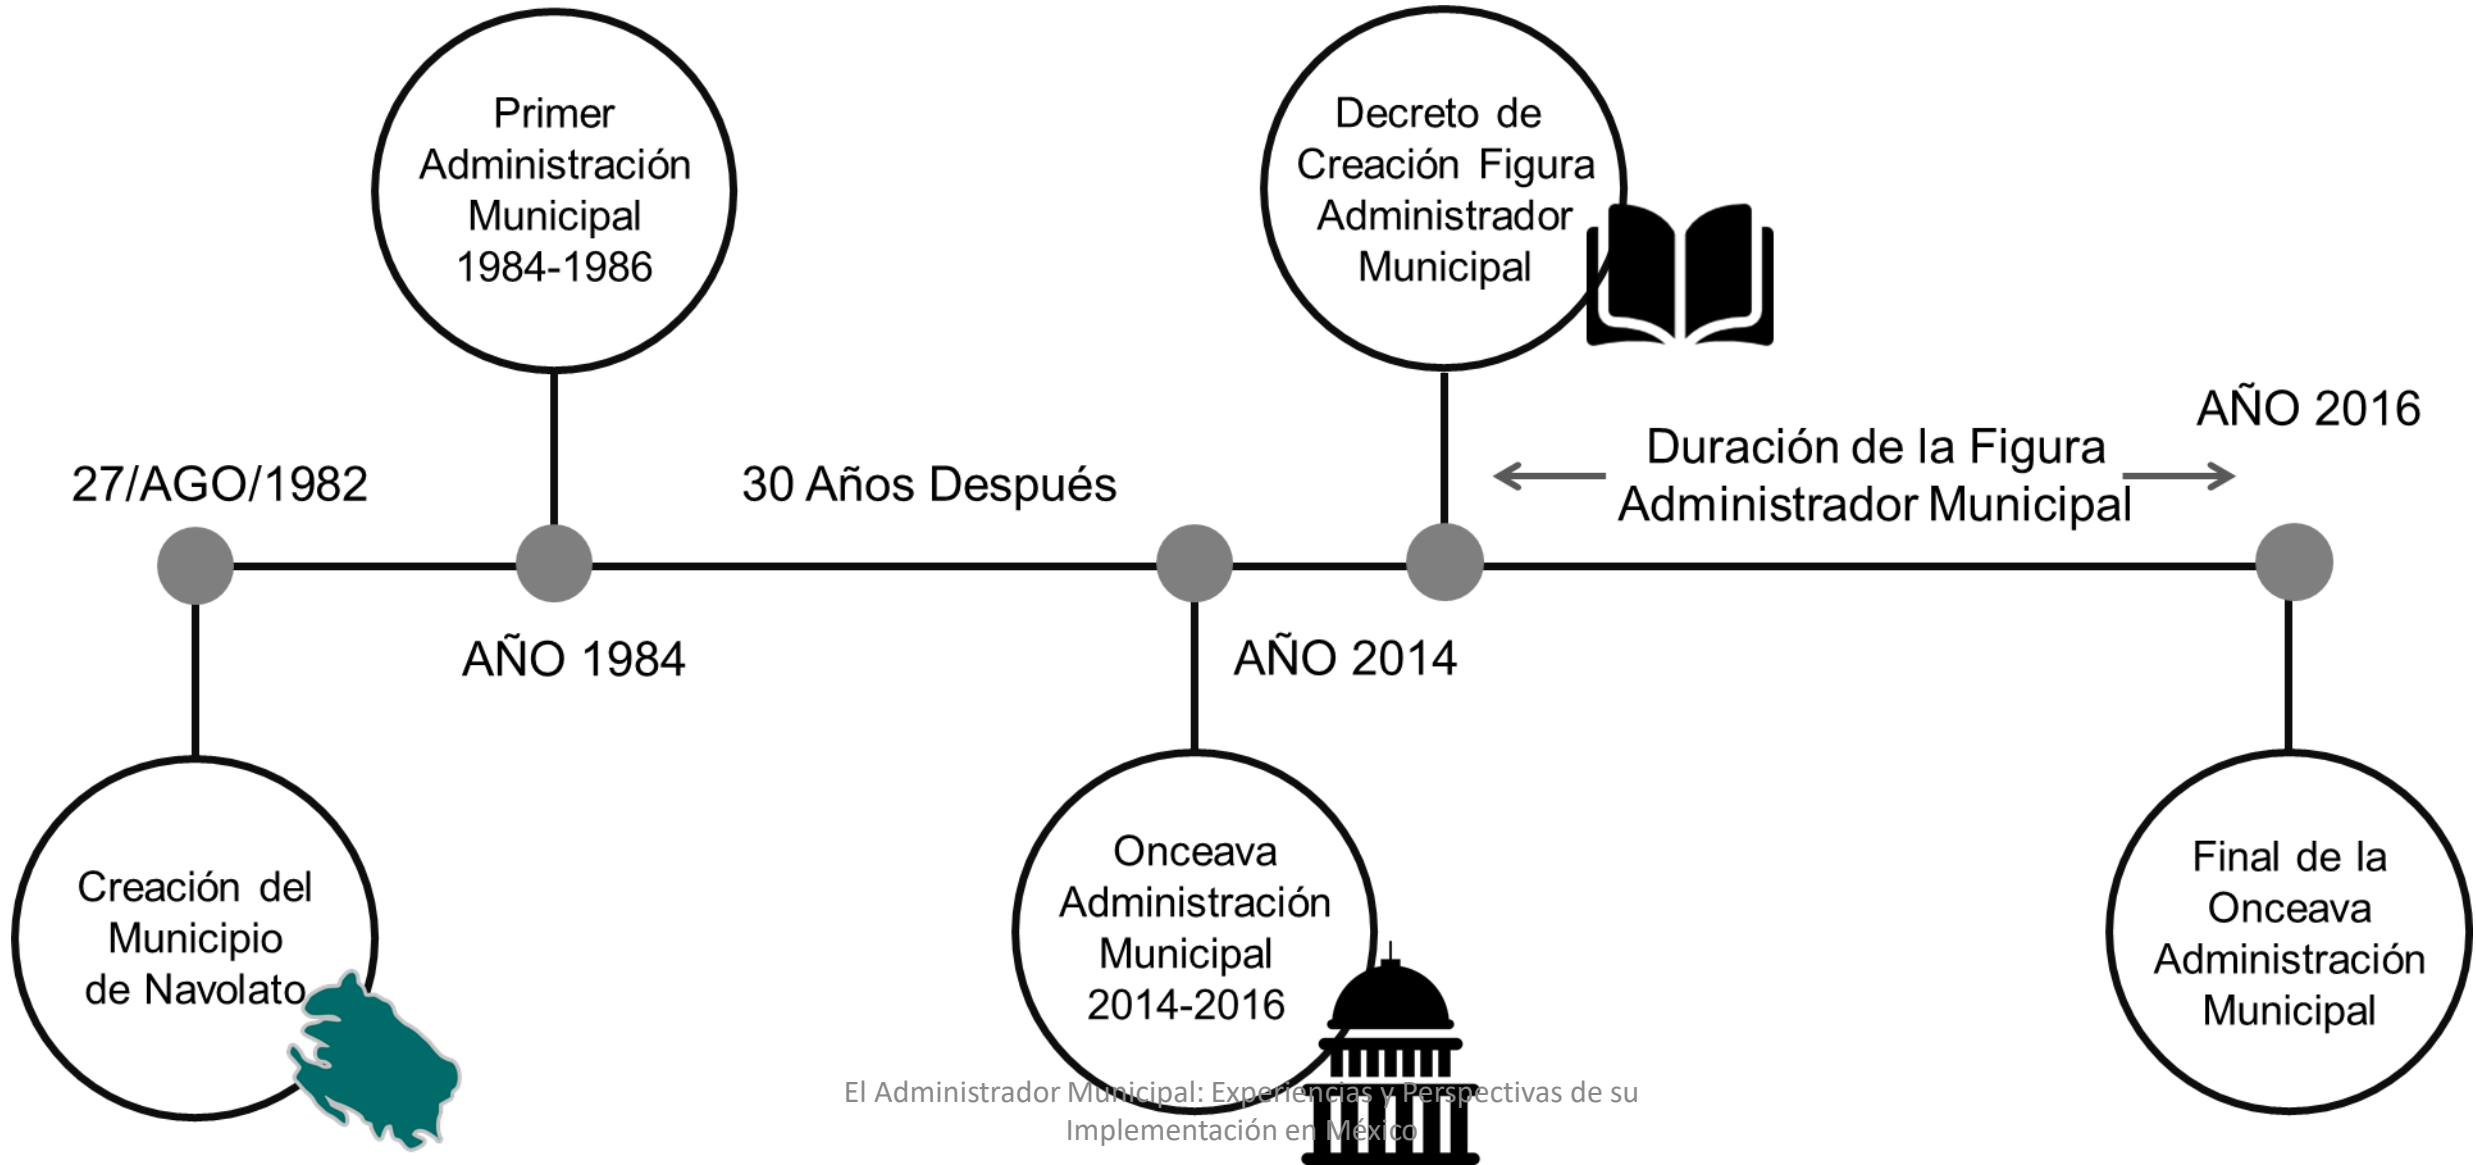 Primer
Administración
Municipal
1984-1986
Decreto de
Creación Figura
Administrador
Municipal
27/AGO/1982
30 Años Después
Duración de la Figura
Administrador Municipal
AÑO 2016
AÑO 1984
AÑO 2014
Creación del
Municipio
de Navolato
Onceava
Administración
Municipal
2014-2016
Final de la
Onceava
Administración
Municipal
El Administrador Municipal: Experiencias y Perspectivas de su
Implementación en México